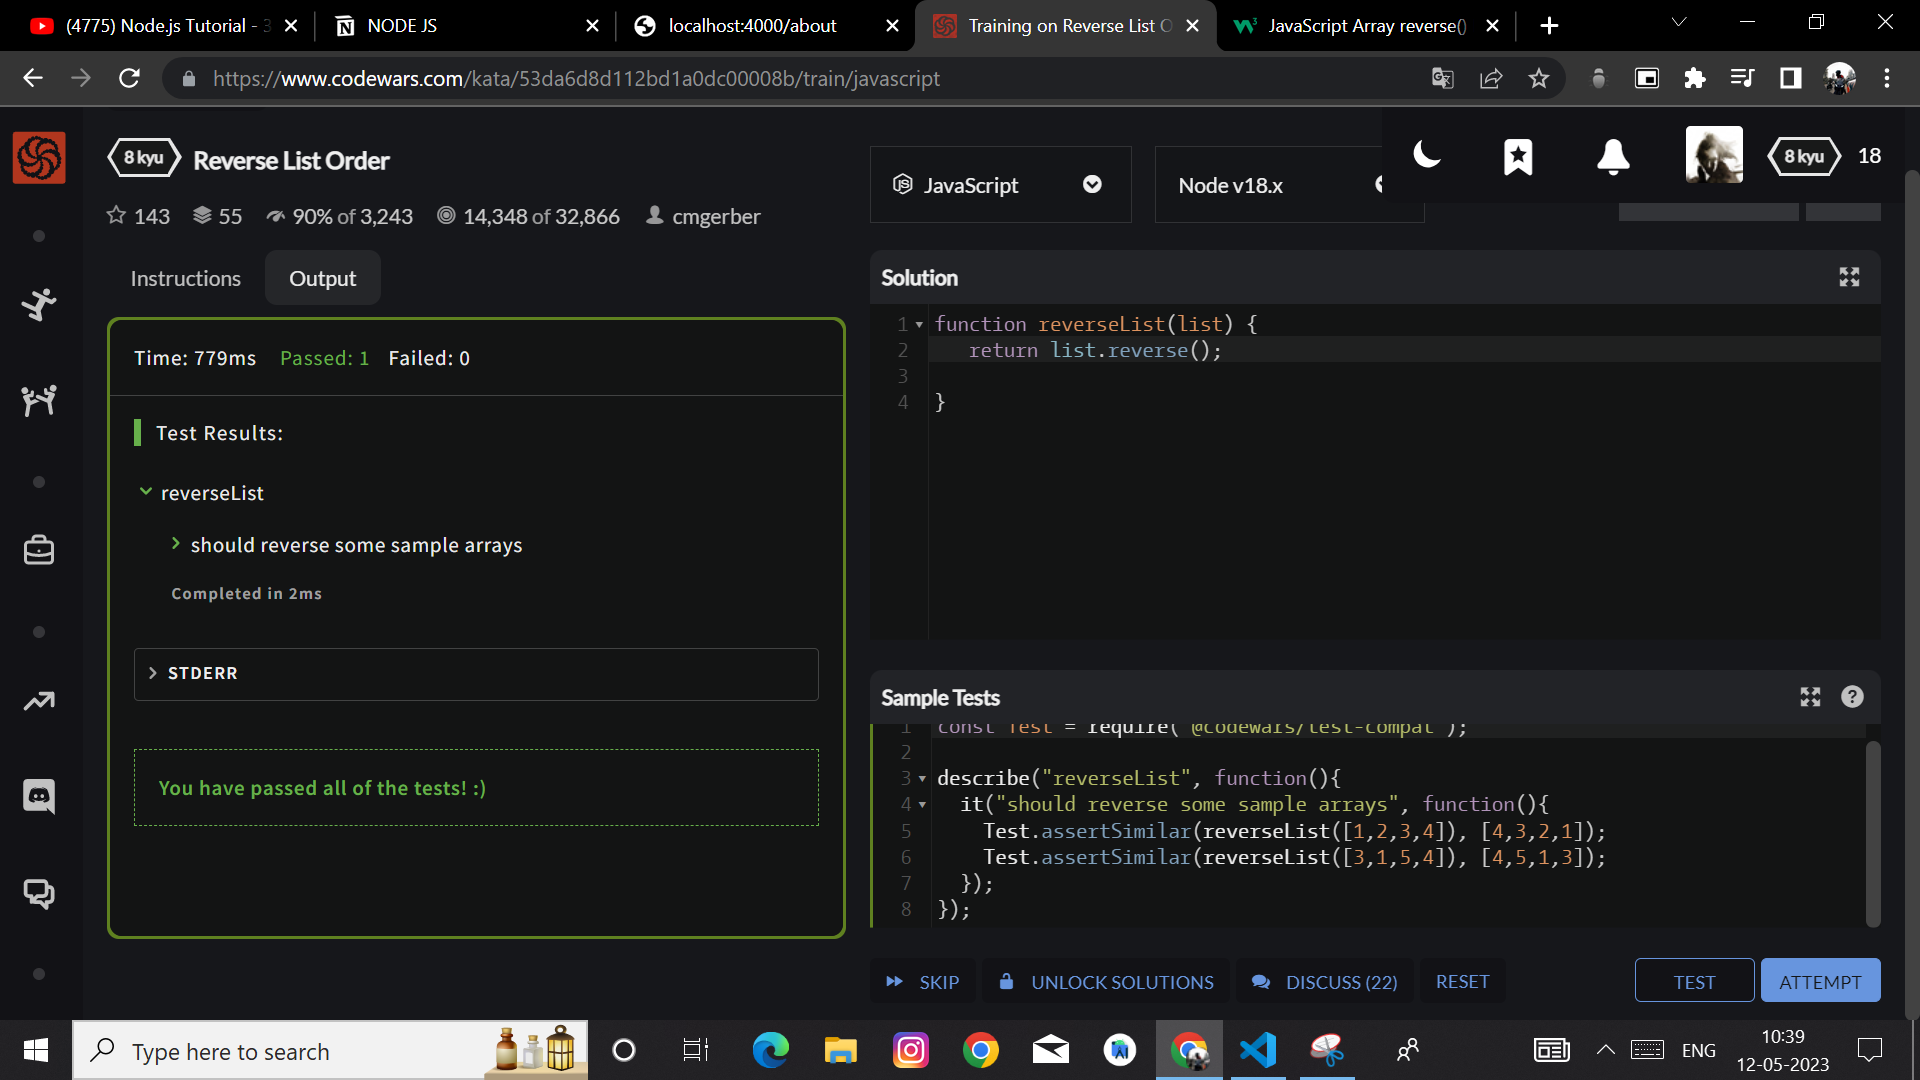 (4775) Node.js Tutorial - 3
NODE JS
localhost:4000/about
Training on Reverse List O
JavaScript Array reverse()
https://www.codewars.com/kata/53da6d8d112bd1a0dc00008b/train/javascript
8 kyu
Reverse List Order
143
55
90% of 3,243
14,348 of 32,866
cmgerber
JavaScript
Node v18.x
8 kyu
18
Instructions
Output
Time: 779ms Passed: 1 Failed: 0
Test Results:
reverseList
should reverse some sample arrays
Completed in 2ms
STDERR
You have passed all of the tests! :)
Solution
1 function reverseList(list) {
2 return list.reverse();
3
4 }
Sample Tests
1 const Test = require('@codewars/test-compat');
2
3 describe("reverseList", function(){
4 it("should reverse some sample arrays", function(){
5 Test.assertSimilar(reverseList([1,2,3,4]), [4,3,2,1]);
6 Test.assertSimilar(reverseList([3,1,5,4]), [4,5,1,3]);
7 });
8 });
SKIP
UNLOCK SOLUTIONS
DISCUSS (22)
RESET
TEST
ATTEMPT
Type here to search
ENG
10:39
12-05-2023